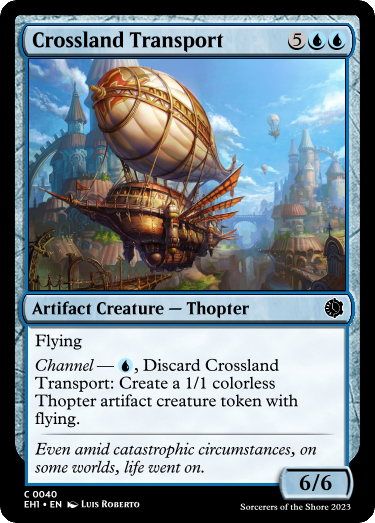 Crossland Transport 5
Artifact Creature — Thopter
Flying
Channel — , Discard Crossland
Transport: Create a 1/1 colorless
Thopter artifact creature token with
flying.
Even amid catastrophic circumstances, on
some worlds, life went on.
6/6
C 0040
EH1 • EN Luis Roberto
Sorcerers of the Shore 2023